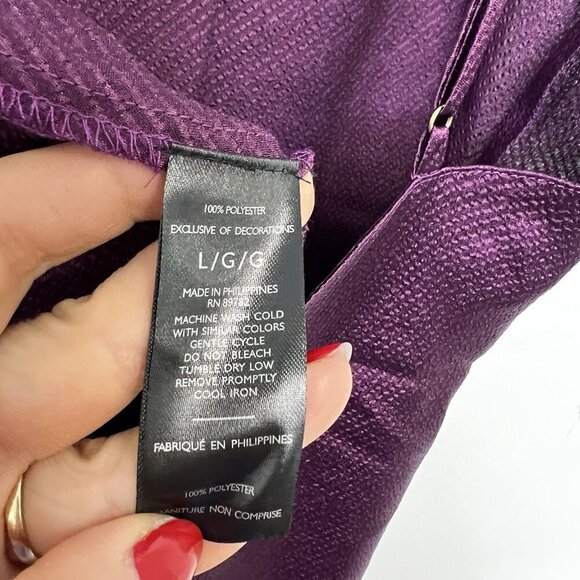 100% POLYESTER
EXCLUSIVE OF DECORATIONS
L/G/G
MADE IN PHILIPPINES
RN 89782
MACHINE WASH COLD
WITH SIMILAR COLORS
GENTLE CYCLE
DO NOT BLEACH
TUMBLE DRY LOW
REMOVE PROMPTLY
COOL IRON
FABRIQUÉ EN PHILIPPINES
100% POLYESTER
NON COMPRISE